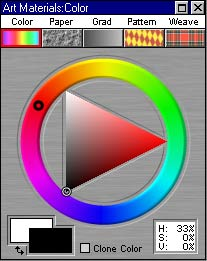 Art Materials:Color
Color Paper Grad Pattern Weave
H: 33%
S: 0%
V: 0%
Clone Color